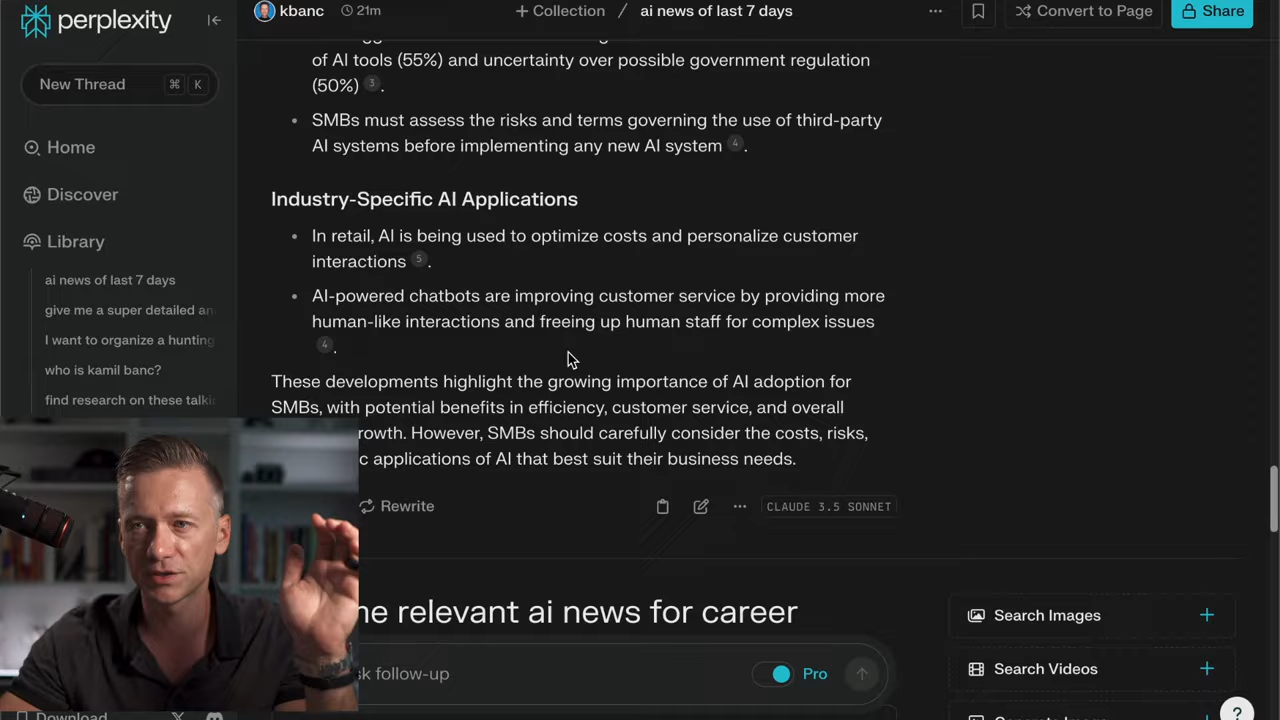 perplexity
New Thread
⌘ K
Home
Discover
Library
ai news of last 7 days
give me a super detailed an
I want to organize a hunting
who is kamil banc?
find research on these talki
Download
kbanc 21m
+ Collection / ai news of last 7 days
Convert to Page
Share
of AI tools (55%) and uncertainty over possible government regulation
(50%) 3 .
• SMBs must assess the risks and terms governing the use of third-party
AI systems before implementing any new AI system 4 .
Industry-Specific AI Applications
• In retail, AI is being used to optimize costs and personalize customer
interactions 5 .
• AI-powered chatbots are improving customer service by providing more
human-like interactions and freeing up human staff for complex issues
4 .
These developments highlight the growing importance of AI adoption for
SMBs, with potential benefits in efficiency, customer service, and overall
rowth. However, SMBs should carefully consider the costs, risks,
c applications of AI that best suit their business needs.
Rewrite
CLAUDE 3.5 SONNET
ne relevant ai news for career
sk follow-up
Pro
Search Images +
Search Videos +
?